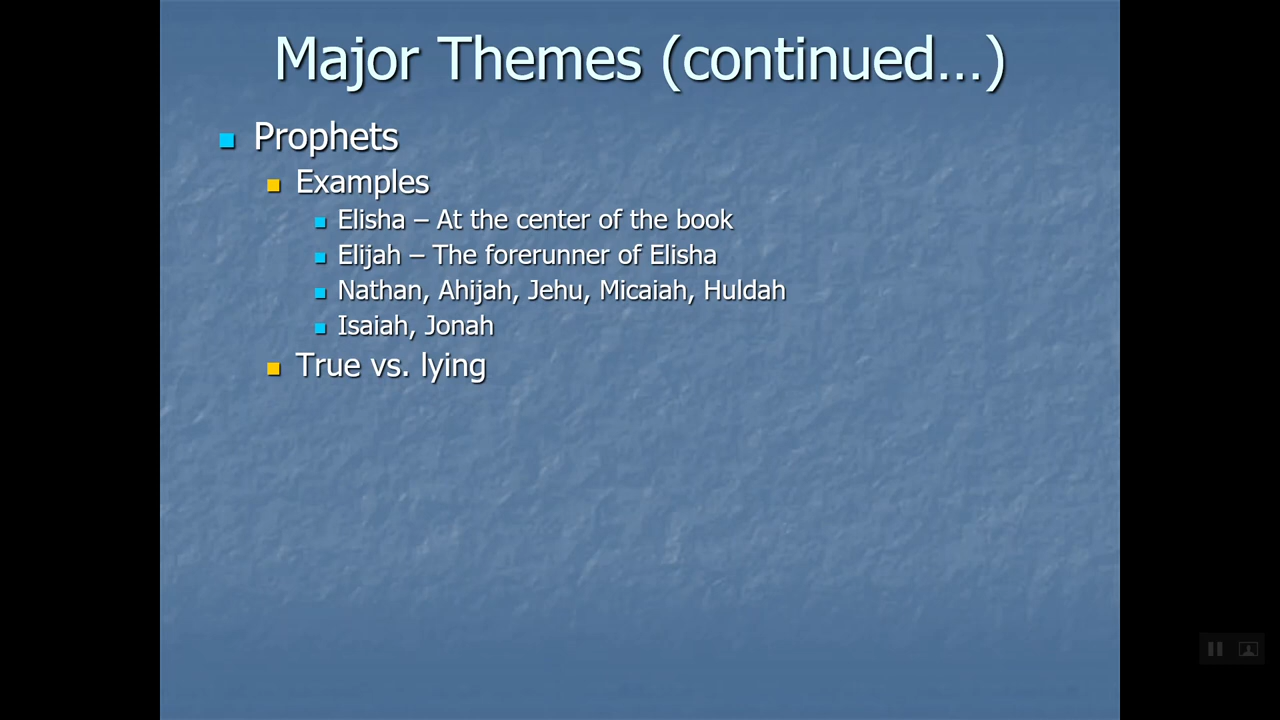 Major Themes (continued…)
Prophets
Examples
Elisha – At the center of the book
Elijah – The forerunner of Elisha
Nathan, Ahijah, Jehu, Micaiah, Huldah
Isaiah, Jonah
True vs. lying